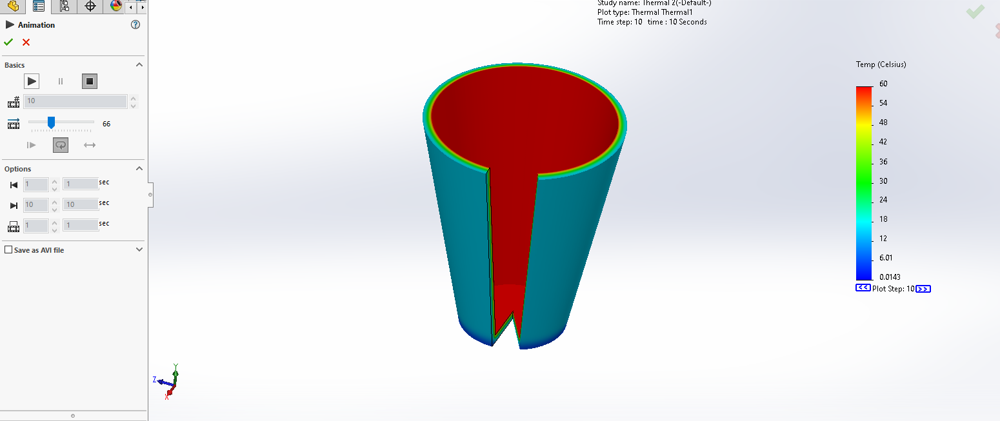 Study name: Thermal 2(-Default-)
Plot type: Thermal Thermal1
Time step: 10 time : 10 Seconds
Animation
Basics
10
66
Options
1 1 sec
10 10 sec
1 1 sec
Save as AVI file
Temp (Celsius)
60
54
48
42
36
30
24
18
12
6.01
0.0143
<< Plot Step: 10 >>
Y
Z
X